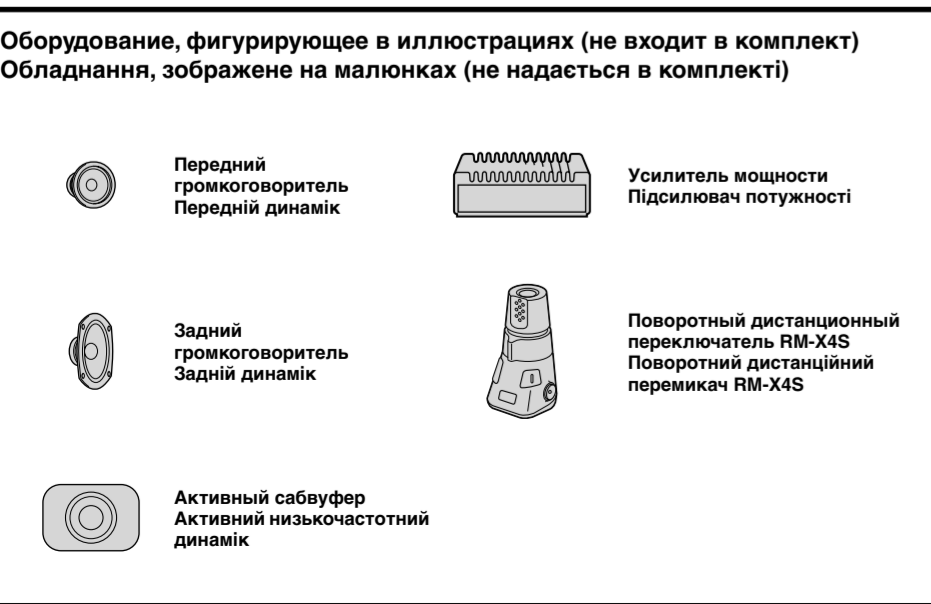 Оборудование, фигурирующее в иллюстрациях (не входит в комплект)
Обладнання, зображене на малюнках (не надається в комплекті)
Передний
громкоговоритель
Передній динамік
Усилитель мощности
Підсилювач потужності
Задний
громкоговоритель
Задній динамік
Поворотный дистанционный
переключатель RM-X4S
Поворотний дистанційний
перемикач RM-X4S
Активный сабвуфер
Активний низькочастотний
динамік